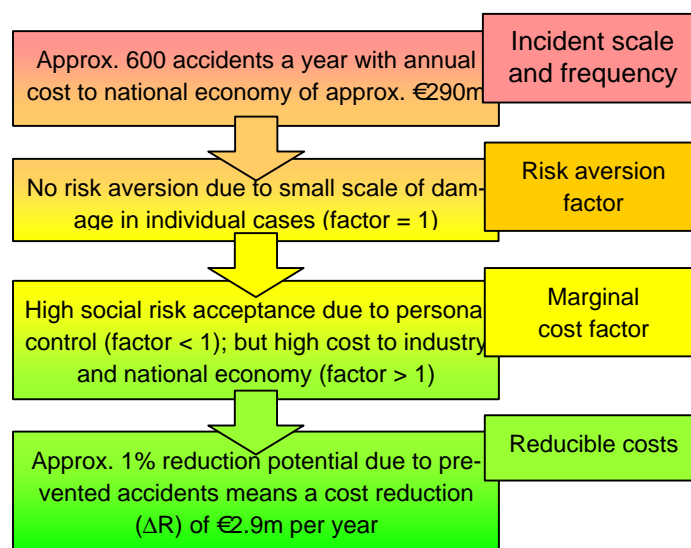 Approx. 600 accidents a year with annual
cost to national economy of approx. €290m
Incident scale
and frequency
No risk aversion due to small scale of dam-
age in individual cases (factor = 1)
Risk aversion
factor
High social risk acceptance due to persona
control (factor < 1); but high cost to industry
and national economy (factor > 1)
Marginal
cost factor
Approx. 1% reduction potential due to pre-
vented accidents means a cost reduction
(∆R) of €2.9m per year
Reducible costs